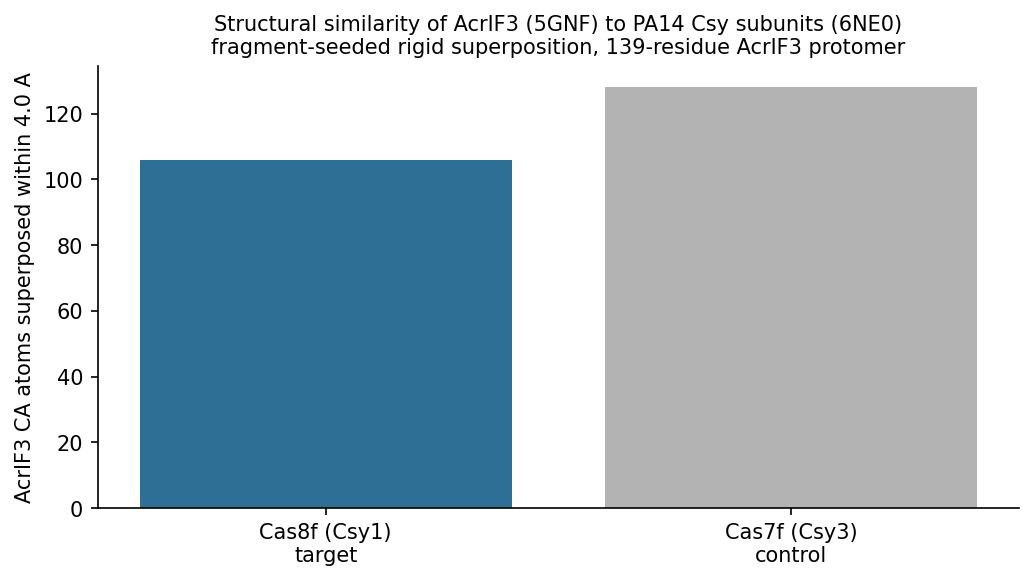 Structural similarity of AcrIF3 (5GNF) to PA14 Csy subunits (6NE0)
fragment-seeded rigid superposition, 139-residue AcrIF3 protomer
AcrIF3 CA atoms superposed within 4.0 A
120
100
80
60
40
20
0
Cas8f (Csy1)
target
Cas7f (Csy3)
control